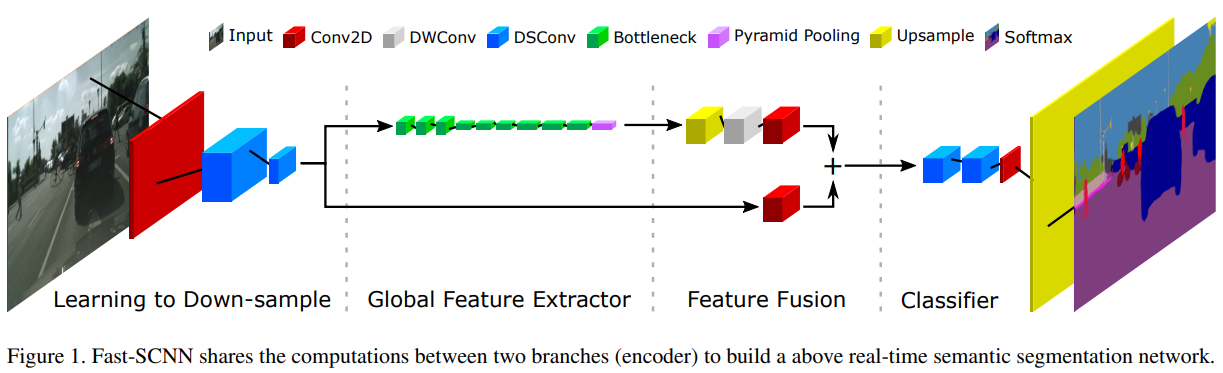 Input Conv2D DWConv DSConv Bottleneck Pyramid Pooling Upsample Softmax
+
Learning to Down-sample Global Feature Extractor Feature Fusion Classifier
Figure 1. Fast-SCNN shares the computations between two branches (encoder) to build a above real-time semantic segmentation network.